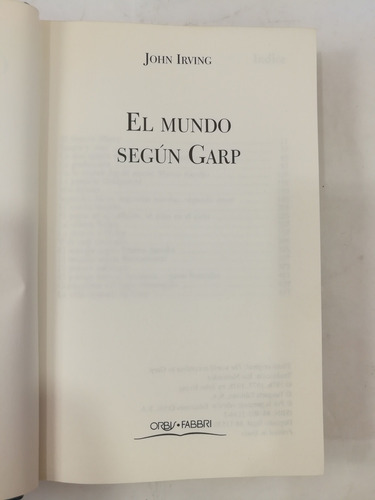 JOHN IRVING
EL MUNDO
SEGÚN GARP
ORBIS•FABBRI